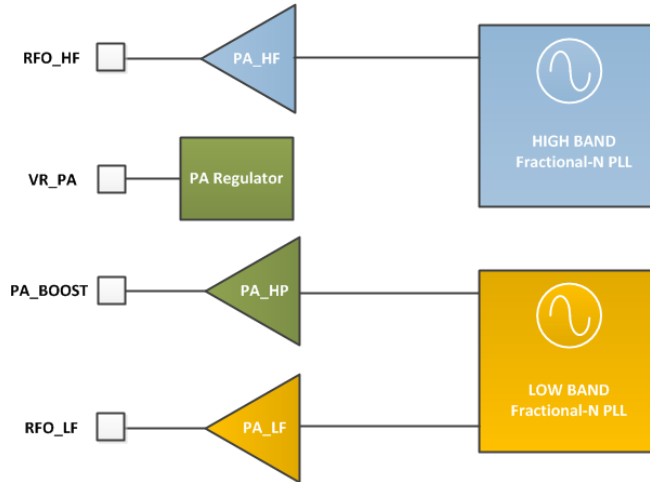 RFO_HF
PA_HF
HIGH BAND
Fractional-N PLL
VR_PA
PA Regulator
PA_BOOST
PA_HP
LOW BAND
Fractional-N PLL
RFO_LF
PA_LF